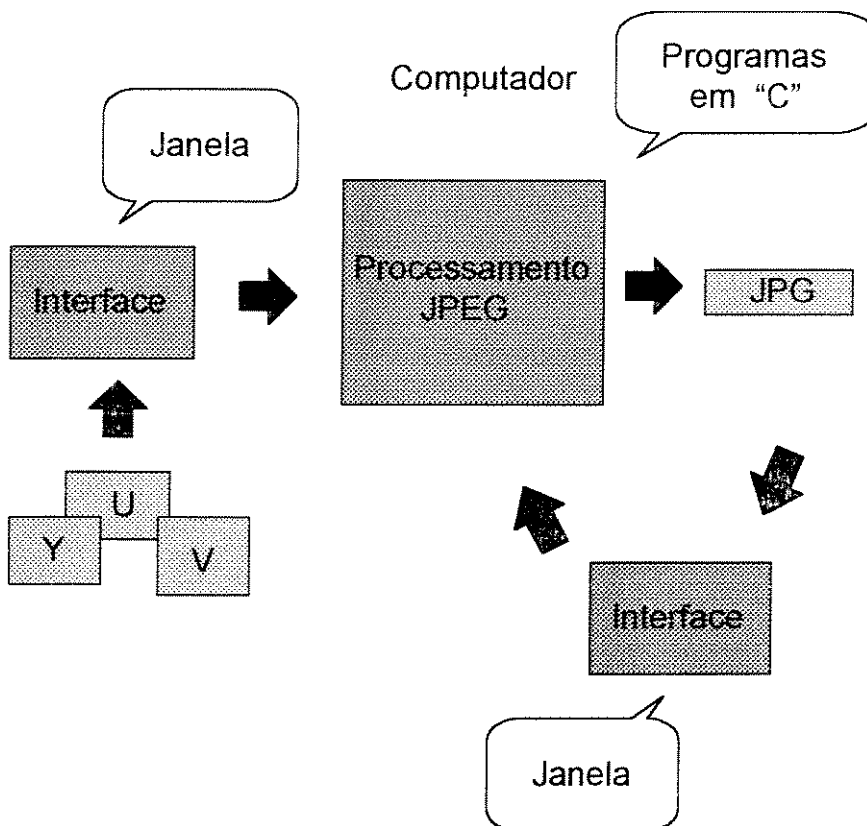 Programas
em "C"
Computador
Janela
Interface
Processamento
JPEG
JPG
U
Y
V
Interface
Janela